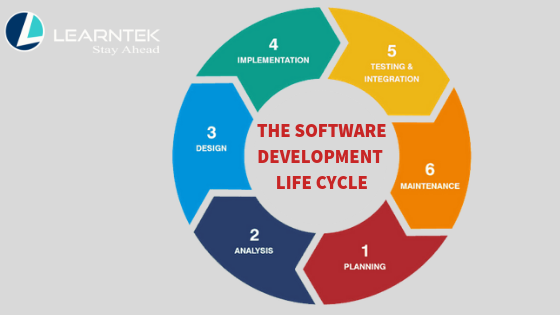 LEARNTEK
Stay Ahead
THE SOFTWARE
DEVELOPMENT
LIFE CYCLE
1
PLANNING
2
ANALYSIS
3
DESIGN
4
IMPLEMENTATION
5
TESTING &
INTEGRATION
6
MAINTENANCE